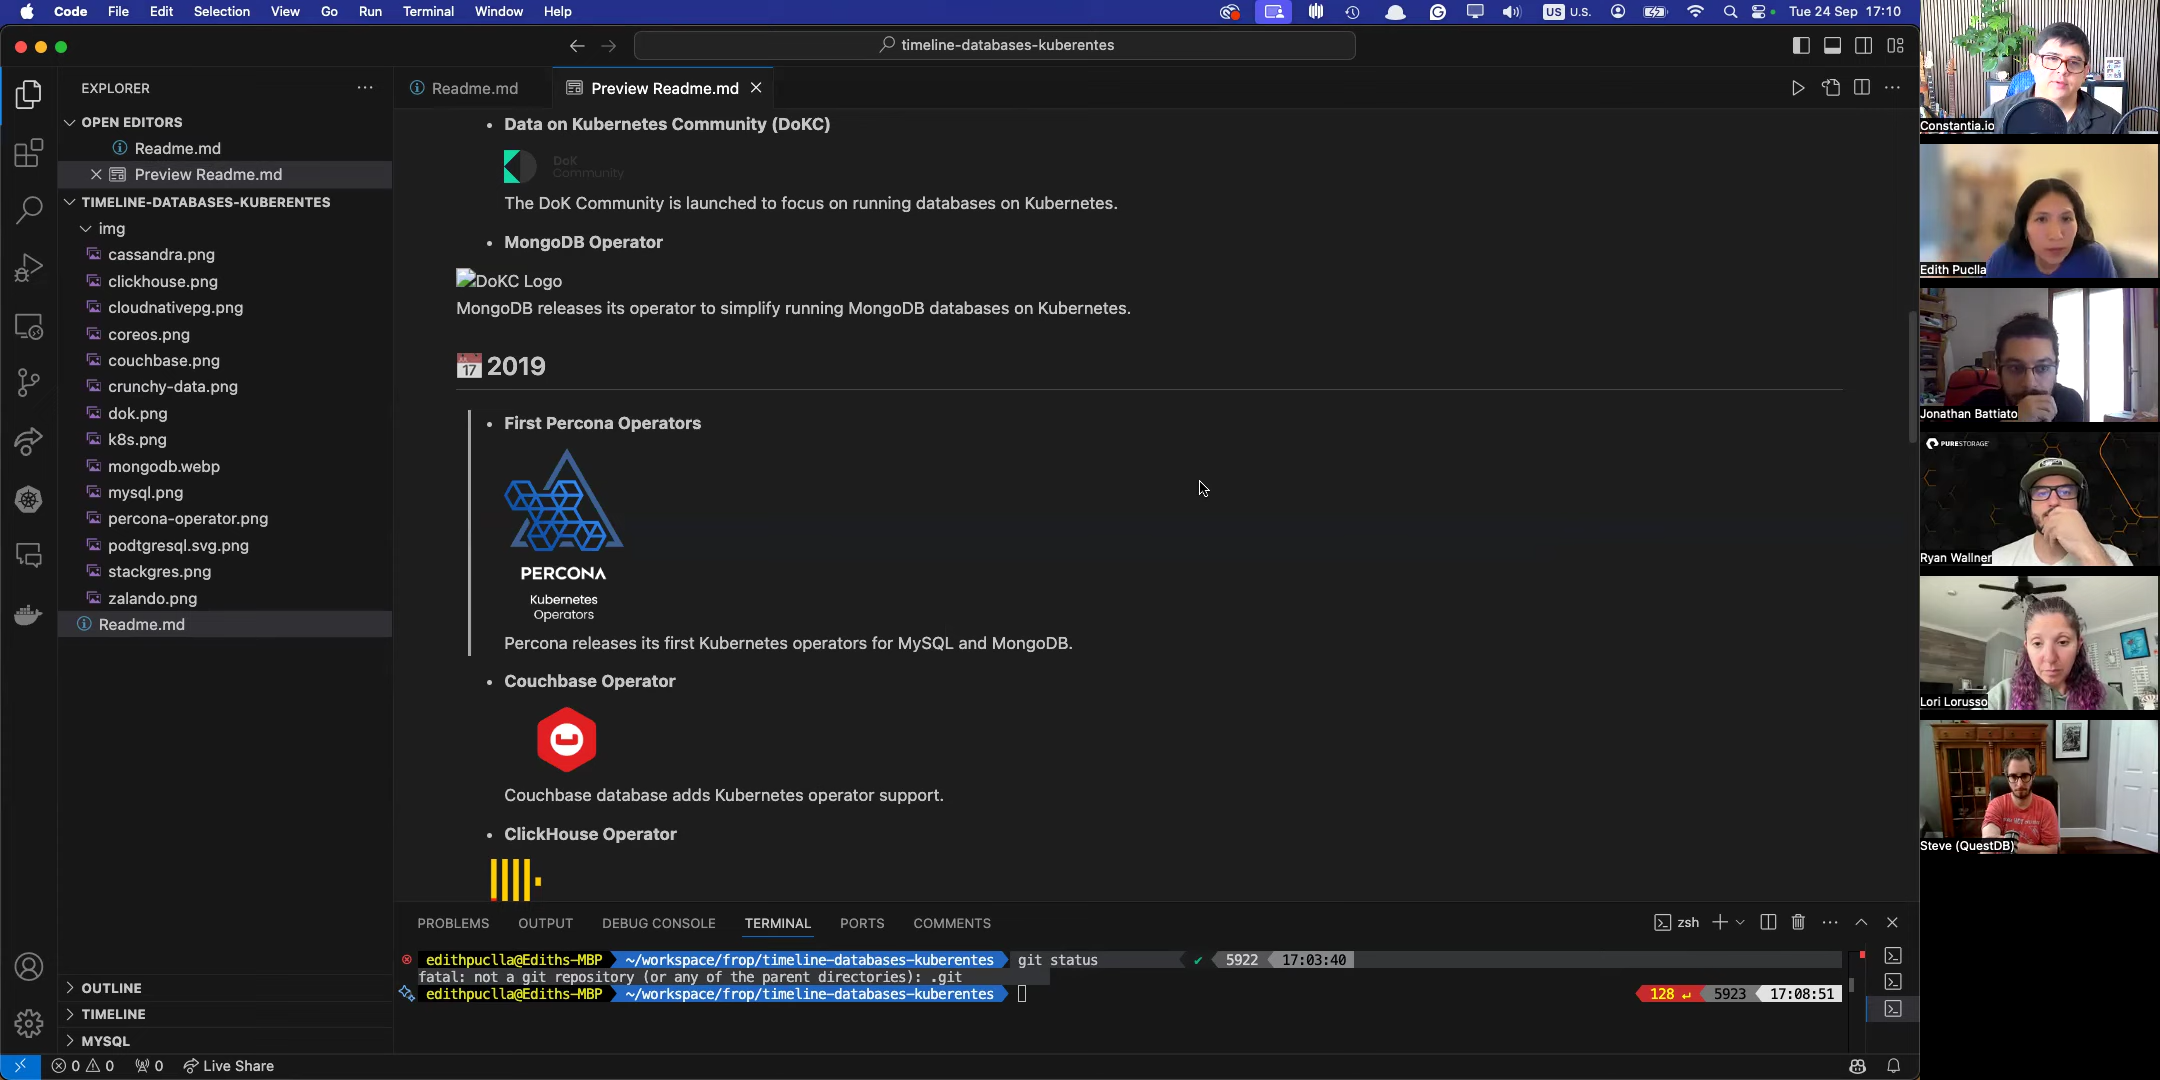 Code File Edit Selection View Go Run Terminal Window Help
US U.S. Tue 24 Sep 17:10
timeline-databases-kuberentes
EXPLORER
OPEN EDITORS
Readme.md
Preview Readme.md
TIMELINE-DATABASES-KUBERENTES
img
cassandra.png
clickhouse.png
cloudnativepg.png
coreos.png
couchbase.png
crunchy-data.png
dok.png
k8s.png
mongodb.webp
mysql.png
percona-operator.png
podtgresql.svg.png
stackgres.png
zalando.png
Readme.md
OUTLINE
TIMELINE
MYSQL
Readme.md Preview Readme.md
• Data on Kubernetes Community (DoKC)
DoK
Community
The DoK Community is launched to focus on running databases on Kubernetes.
• MongoDB Operator
DoKC Logo
MongoDB releases its operator to simplify running MongoDB databases on Kubernetes.
17 2019
• First Percona Operators
PERCONA
Kubernetes
Operators
Percona releases its first Kubernetes operators for MySQL and MongoDB.
• Couchbase Operator
Couchbase database adds Kubernetes operator support.
• ClickHouse Operator
PROBLEMS OUTPUT DEBUG CONSOLE TERMINAL PORTS COMMENTS
zsh
edithpuclla@Ediths-MBP ~/workspace/frop/timeline-databases-kuberentes git status ✔ 5922 17:03:40
fatal: not a git repository (or any of the parent directories): .git
edithpuclla@Ediths-MBP ~/workspace/frop/timeline-databases-kuberentes 128 ↵ 5923 17:08:51
0 0 0 Live Share
Constantia.io
Edith Puclla
Jonathan Battiato
PURESTORAGE
Ryan Wallner
Lori Lorusso
Steve (QuestDB)